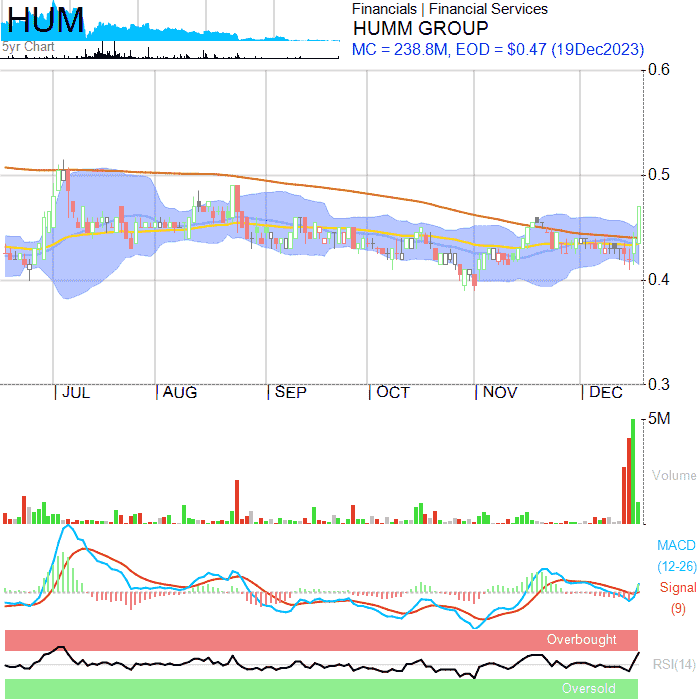 HUM
5yr Chart
Financials | Financial Services
HUMM GROUP
MC = 238.8M, EOD = $0.47 (19Dec2023)
0.6
0.5
0.4
0.3
JUL AUG SEP OCT NOV DEC
5M
Volume
MACD
(12-26)
Signal
(9)
Overbought
RSI(14)
Oversold